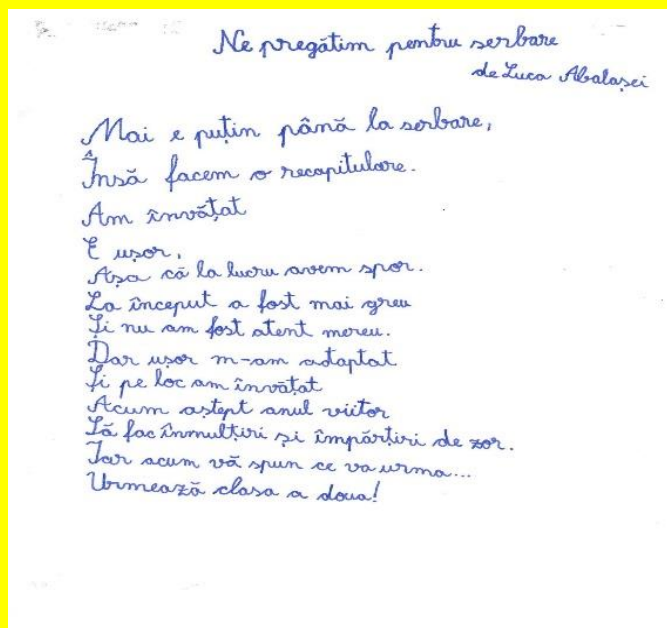 Ne pregătim pentru serbare
de Luca Abalașei
Mai e puțin până la serbare,
Însă facem o recapitulare.
Am învățat
E ușor,
Așa că la lucru avem spor.
La început a fost mai greu
Și nu am fost atent mereu.
Dar ușor m-am adaptat
Și pe loc am învățat
Acum aștept anul viitor
Să fac înmulțiri și împărțiri de zor.
Iar acum vă spun ce va urma...
Urmează clasa a doua!